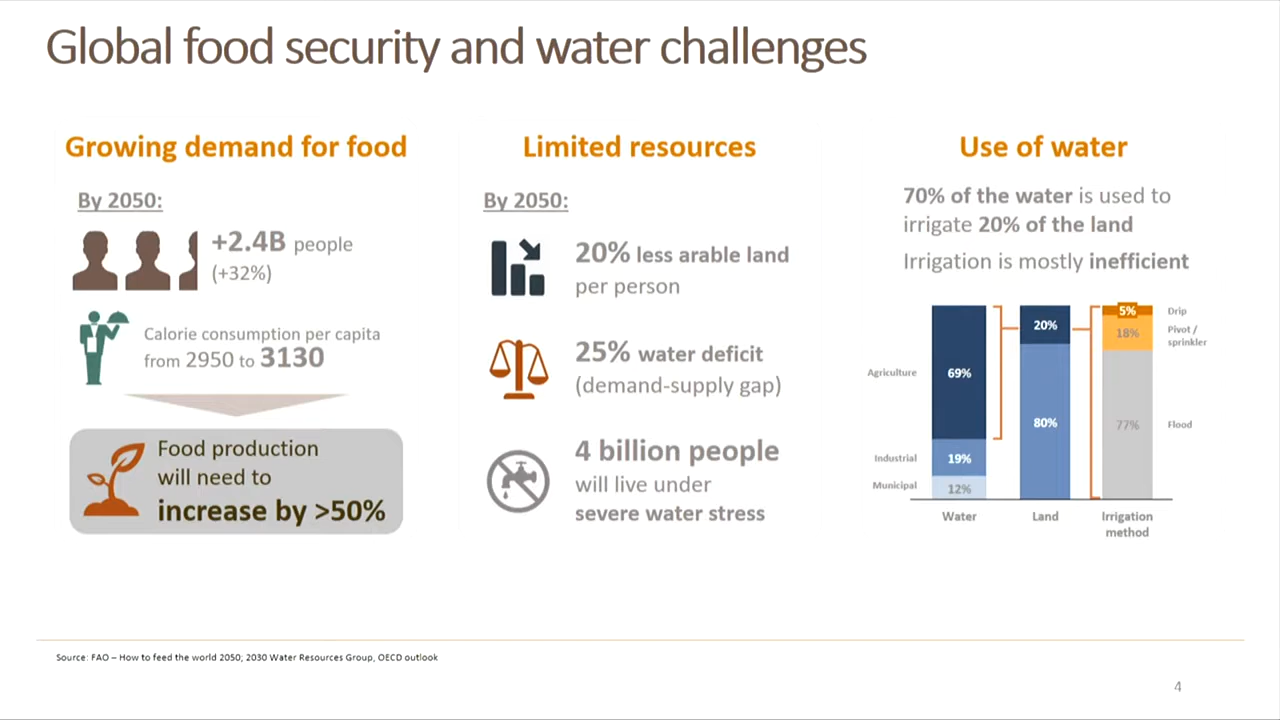 Global food security and water challenges
Growing demand for food
By 2050:
+2.4B people
(+32%)
Calorie consumption per capita
from 2950 to 3130
Food production
will need to
increase by >50%
Limited resources
By 2050:
20% less arable land
per person
25% water deficit
(demand-supply gap)
4 billion people
will live under
severe water stress
Use of water
70% of the water is used to
irrigate 20% of the land
Irrigation is mostly inefficient
Agriculture
Industrial
Municipal
69%
19%
12%
Water
20%
80%
Land
5%
18%
77%
Irrigation
method
Drip
Pivot /
sprinkler
Flood
Source: FAO – How to feed the world 2050; 2030 Water Resources Group, OECD outlook
4